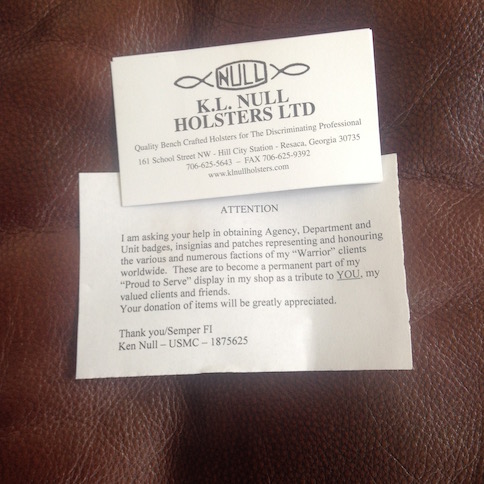 NULL
K.L. NULL
HOLSTERS LTD
Quality Bench Crafted Holsters for The Discriminating Professional
161 School Street NW - Hill City Station - Resaca, Georgia 30735
706-625-5643 – FAX 706-625-9392
www.klnullholsters.com
ATTENTION
I am asking your help in obtaining Agency, Department and
Unit badges, insignias and patches representing and honouring
the various and numerous factions of my “Warrior” clients
worldwide. These are to become a permanent part of my
“Proud to Serve” display in my shop as a tribute to YOU, my
valued clients and friends.
Your donation of items will be greatly appreciated.
Thank you/Semper FI
Ken Null – USMC – 1875625